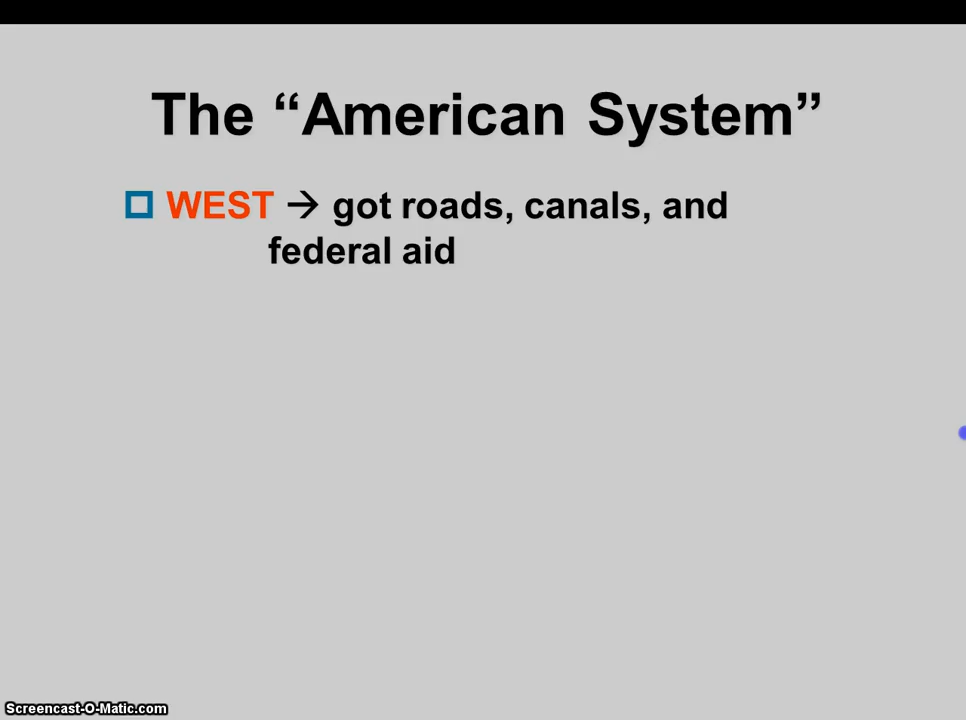 The “American System”
WEST → got roads, canals, and
federal aid
Screencast-O-Matic.com